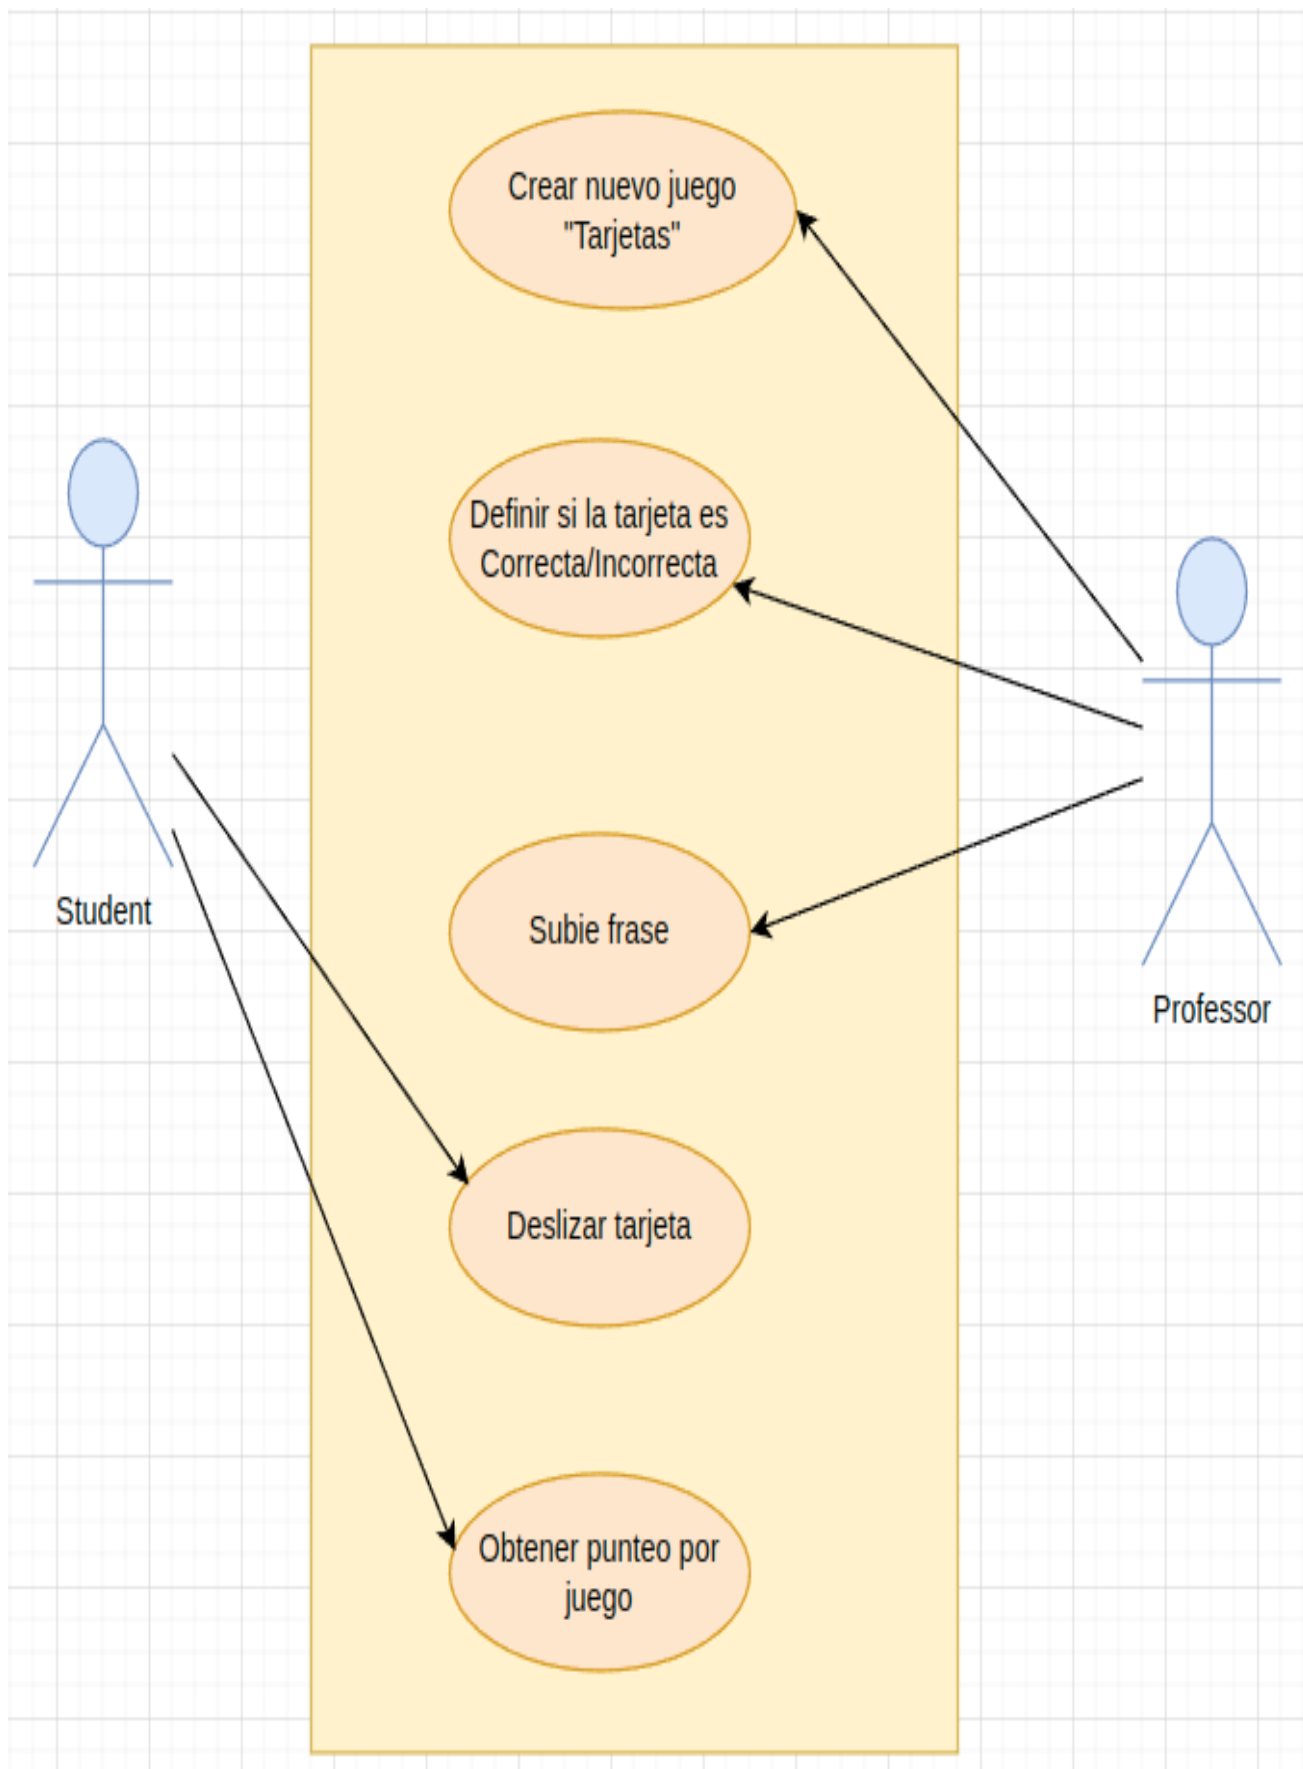 Crear nuevo juego
"Tarjetas"
Definir si la tarjeta es
Correcta/Incorrecta
Student
Subie frase
Professor
Deslizar tarjeta
Obtener punteo por
juego